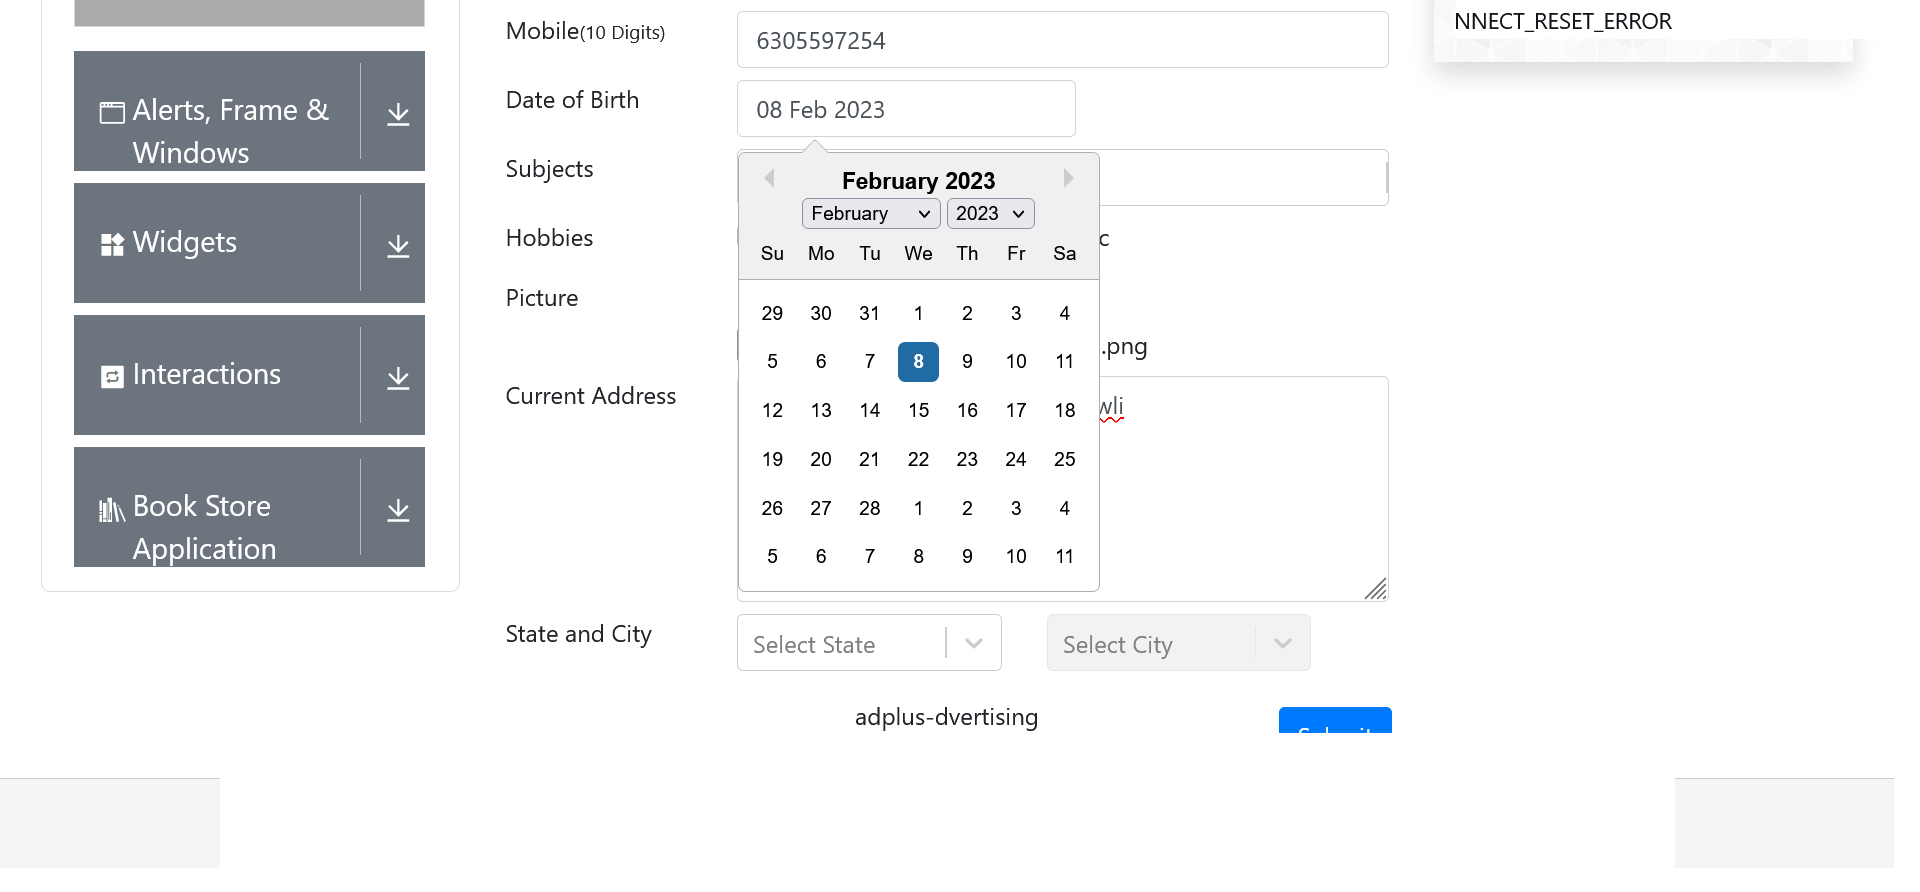 NNECT_RESET_ERROR
Mobile(10 Digits)
6305597254
Date of Birth
08 Feb 2023
Subjects
Hobbies
c
Picture
.png
Current Address
wli
February 2023
February
2023
Su Mo Tu We Th Fr Sa
29 30 31 1 2 3 4
5 6 7 8 9 10 11
12 13 14 15 16 17 18
19 20 21 22 23 24 25
26 27 28 1 2 3 4
5 6 7 8 9 10 11
State and City
Select State
Select City
adplus-dvertising
Submit
Alerts, Frame &
Windows
Widgets
Interactions
Book Store
Application